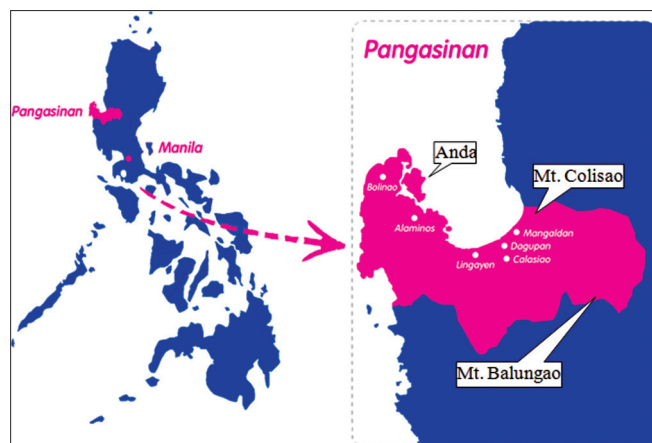 Pangasinan
Manila
Pangasinan
Anda
Mt. Colisao
Bolinao
Alaminos
Mangaldan
Dagupan
Lingayen
Calasiao
Mt. Balungao